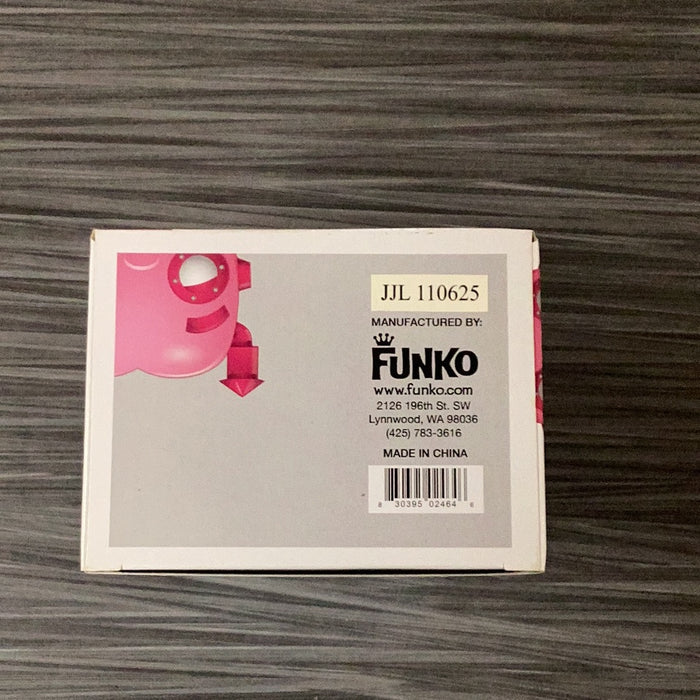 JJL 110625
MANUFACTURED BY:
FUNKO
www.funko.com
2126 196th St. SW
Lynnwood, WA 98036
(425) 783-3616
MADE IN CHINA
8 30395 02464 6